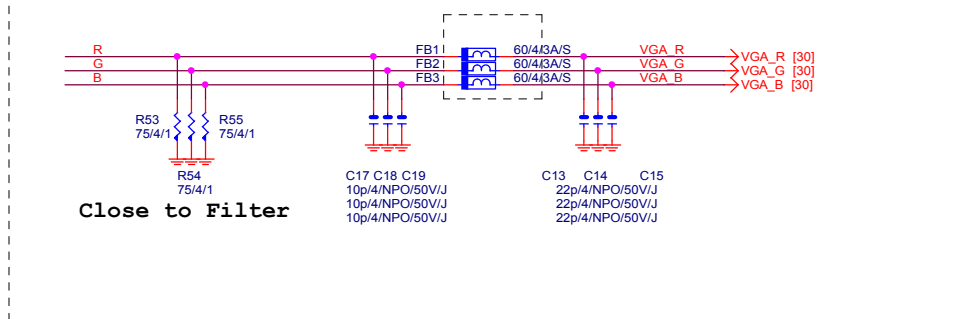 R FB1 60/4/3A/S VGA_R VGA_R [30]
G FB2 60/4/3A/S VGA_G VGA_G [30]
B FB3 60/4/3A/S VGA_B VGA_B [30]
R53 R55
75/4/1 75/4/1
R54 C17 C18 C19 C13 C14 C15
75/4/1 10p/4/NPO/50V/J 22p/4/NPO/50V/J
10p/4/NPO/50V/J 22p/4/NPO/50V/J
Close to Filter 10p/4/NPO/50V/J 22p/4/NPO/50V/J